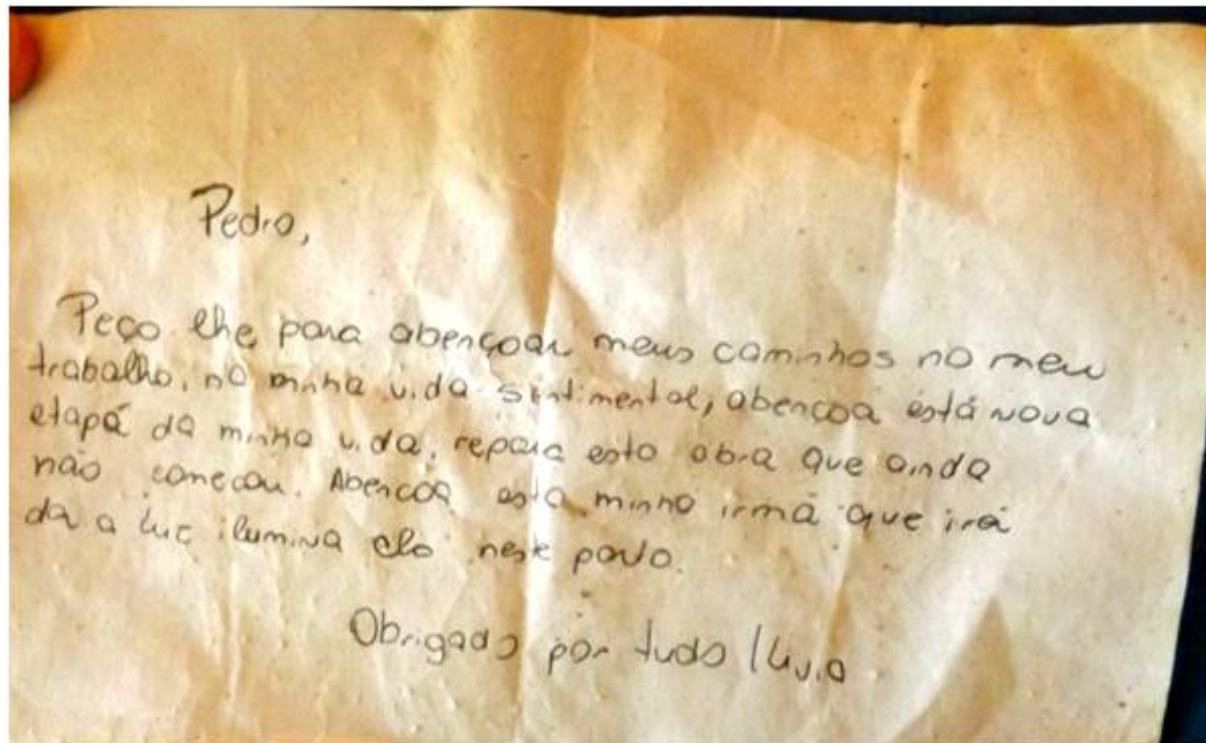 Pedro,
Peço lhe para abençoar meus caminhos no meu
trabalho, na minha vida sentimental, abençoa está nova
etapá da minha vida, repara esta obra que ainda
não começou. Abencoa esta minha irmã que irá
da a luz ilumina ela neste parto.
Obrigado por tudo